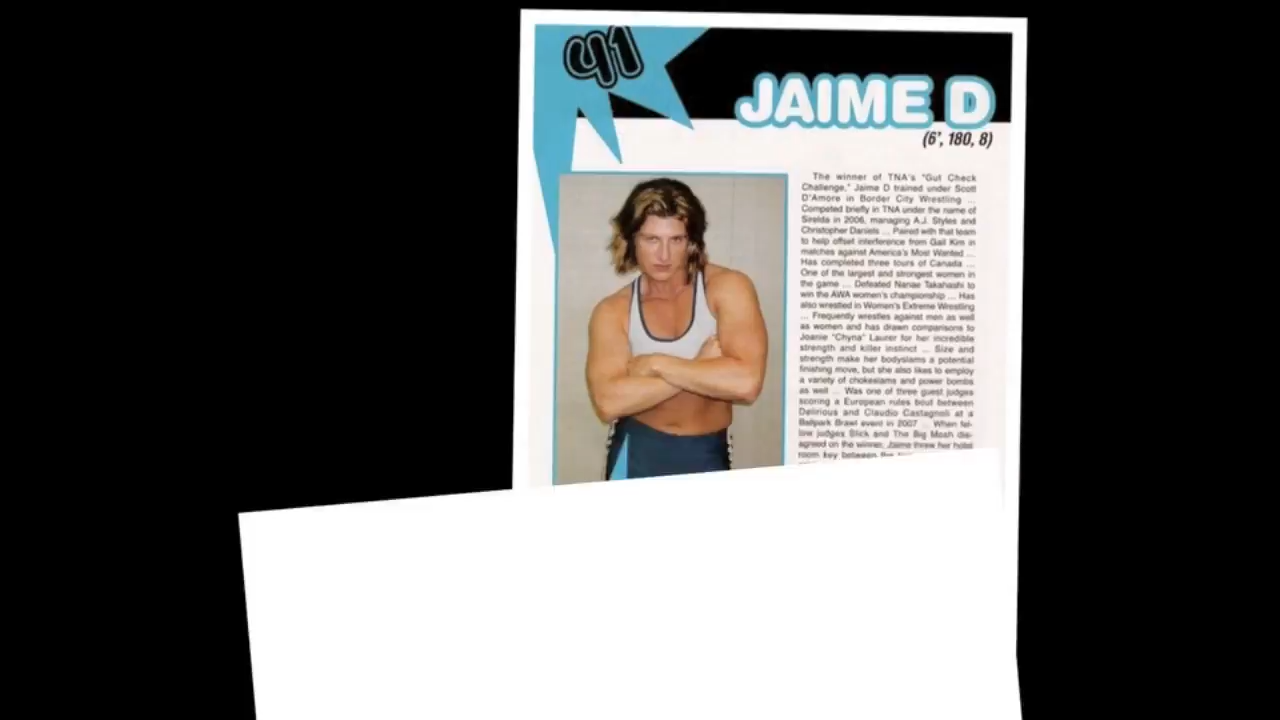 41
JAIME D
(6', 180, 8)
The winner of TNA's "Gut Check
Challenge," Jaime D trained under Scott
D'Amore in Border City Wrestling ...
Competed briefly in TNA under the name of
Sirelda in 2006, managing A.J. Styles and
Christopher Daniels ... Paired with that team
to help offset interference from Gail Kim in
matches against America's Most Wanted ...
Has completed three tours of Canada ...
One of the largest and strongest women in
the game ... Defeated Nanae Takahashi to
win the AWA women's championship ... Has
also wrestled in Women's Extreme Wrestling
... Frequently wrestles against men as well
as women and has drawn comparisons to
Joanie "Chyna" Laurer for her incredible
strength and killer instinct ... Size and
strength make her bodyslams a potential
finishing move, but she also likes to employ
a variety of chokeslams and power bombs
as well ... Was one of three guest judges
scoring a European rules bout between
Delirious and Claudio Castagnoli at a
Ballpark Brawl event in 2007 ... When fel-
low judges Slick and The Big Mosh dis-
agreed on the winner, Jaime threw her hotel
room key between the